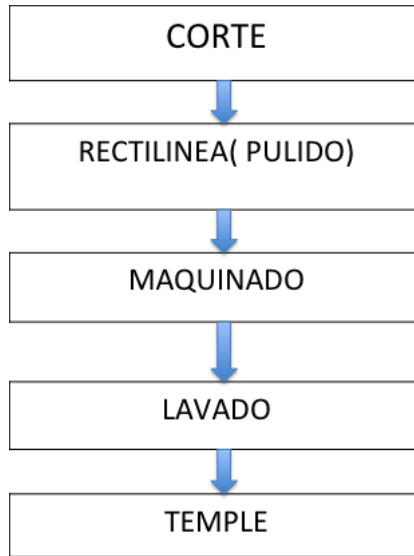 CORTE
RECTILINEA( PULIDO)
MAQUINADO
LAVADO
TEMPLE